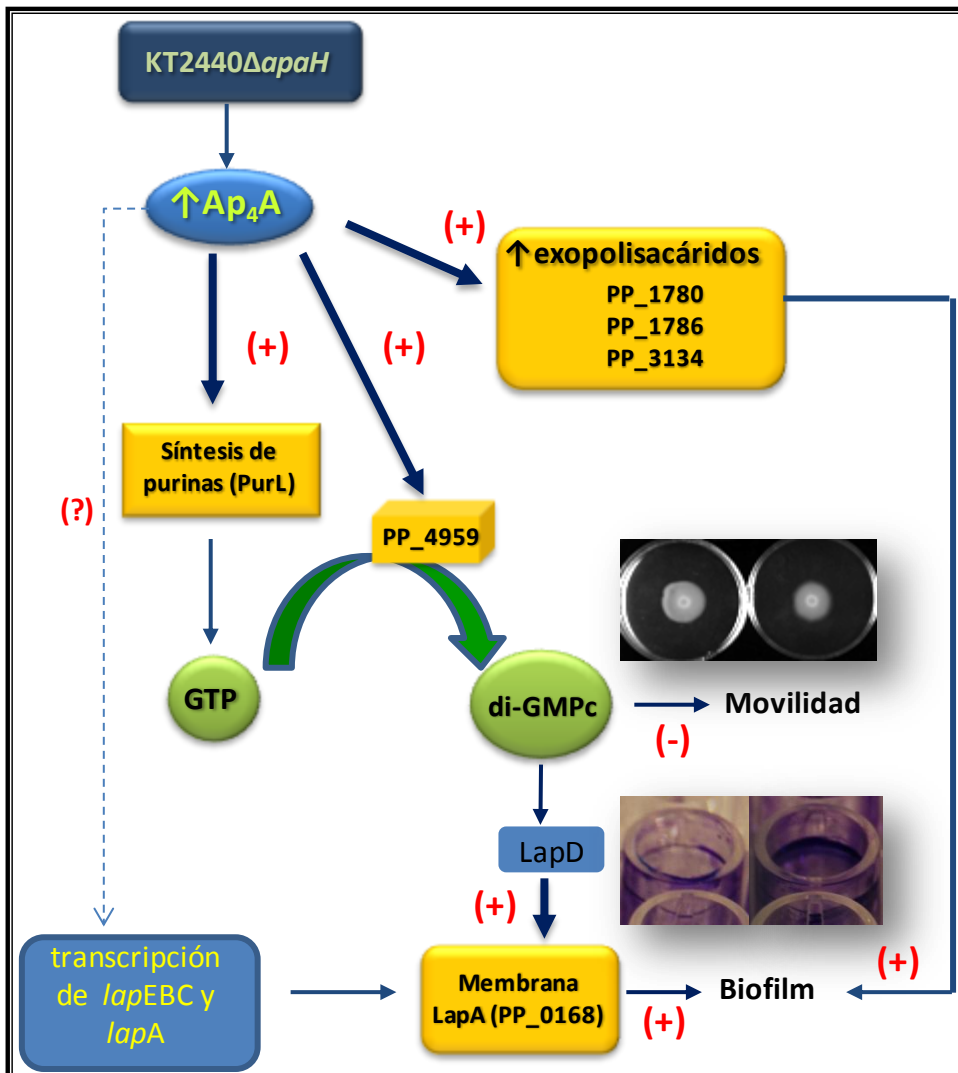 KT2440ΔapaH
↑Ap₄A
(+)
↑exopolisacáridos
PP_1780
PP_1786
PP_3134
(+)
(+)
Síntesis de
purinas (PurL)
(?)
PP_4959
GTP
di-GMPc
Movilidad
(-)
LapD
(+)
transcripción
de lapEBC y
lapA
Membrana
LapA (PP_0168)
(+)
Biofilm
(+)